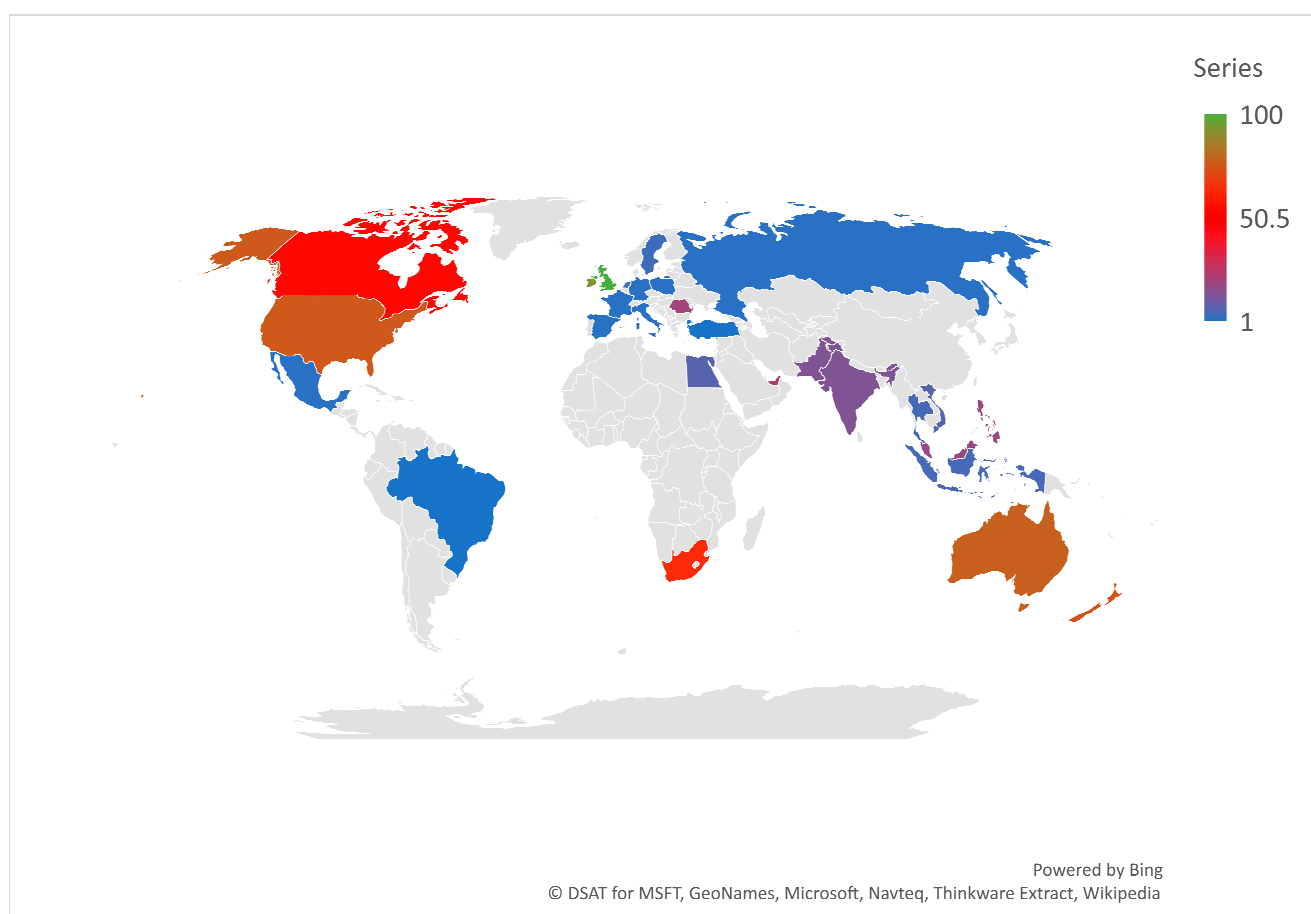 Series
100
50.5
1
Powered by Bing
© DSAT for MSFT, GeoNames, Microsoft, Navteq, Thinkware Extract, Wikipedia